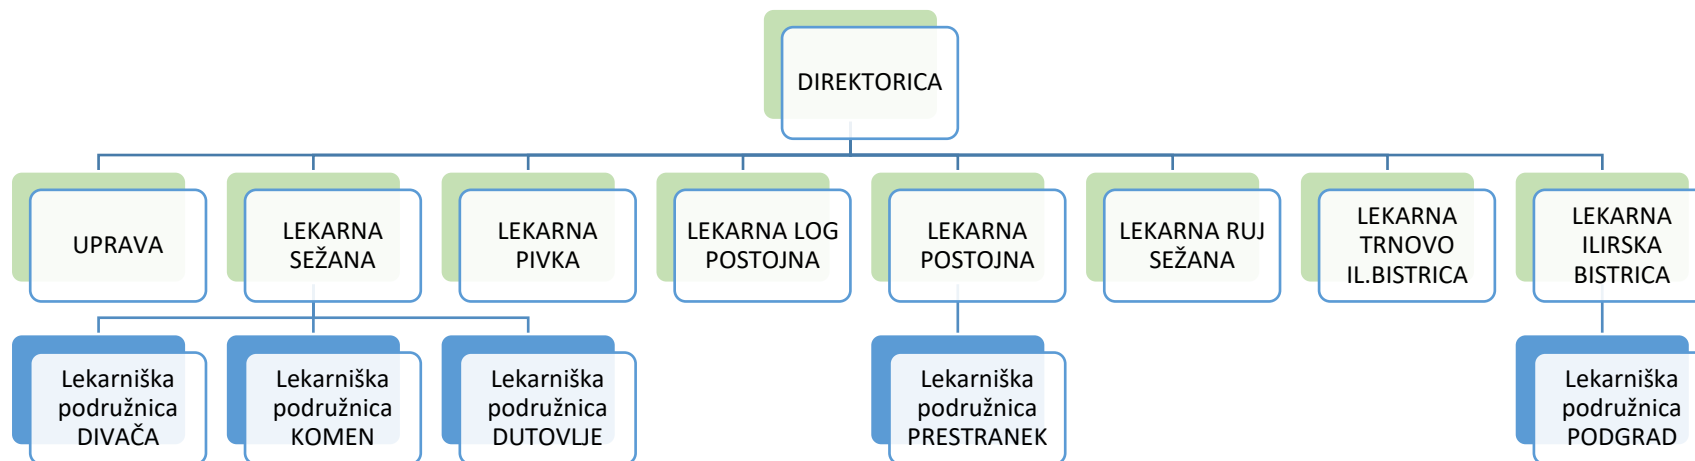 DIREKTORICA
UPRAVA
LEKARNA
SEŽANA
LEKARNA
PIVKA
LEKARNA LOG
POSTOJNA
LEKARNA
POSTOJNA
LEKARNA RUJ
SEŽANA
LEKARNA
TRNOVO
IL.BISTRICA
LEKARNA
ILIRSKA
BISTRICA
Lekarniška
podružnica
DIVAČA
Lekarniška
podružnica
KOMEN
Lekarniška
podružnica
DUTOVLJE
Lekarniška
podružnica
PRESTRANEK
Lekarniška
podružnica
PODGRAD